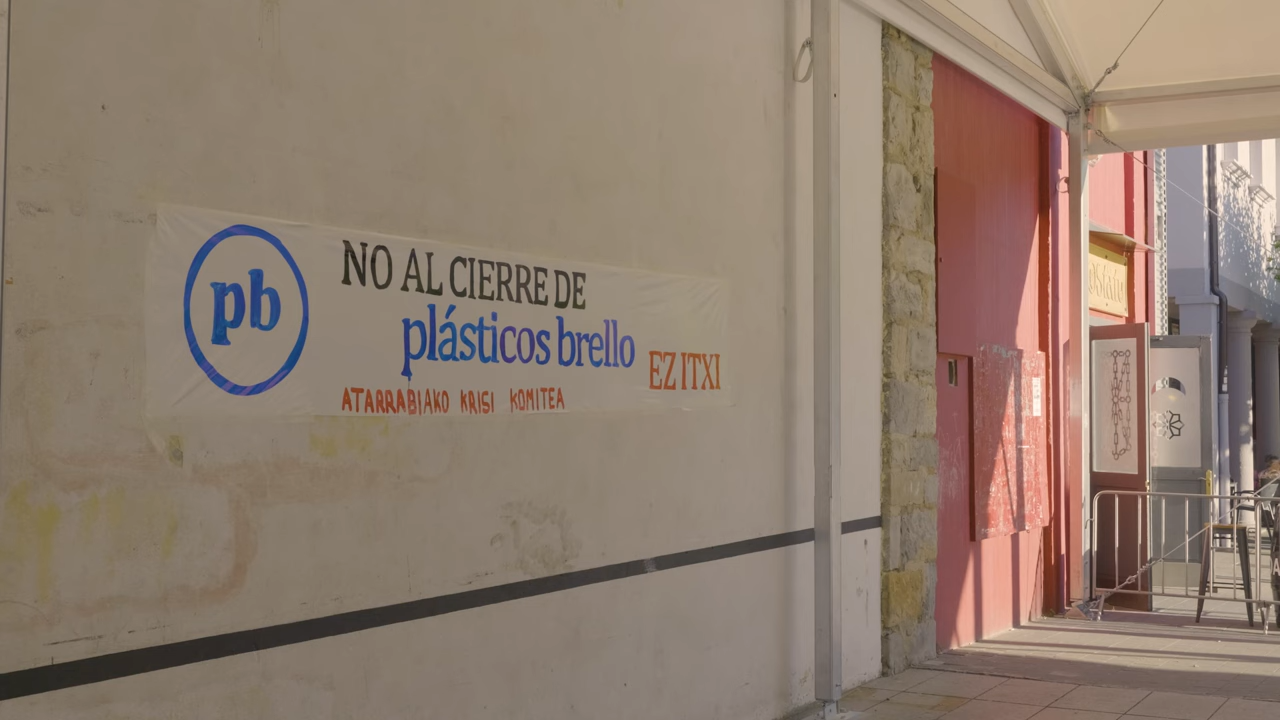 pb
NO AL CIERRE DE
plásticos brello
EZ ITXI
ATARRABIAKO KRISI KOMITEA